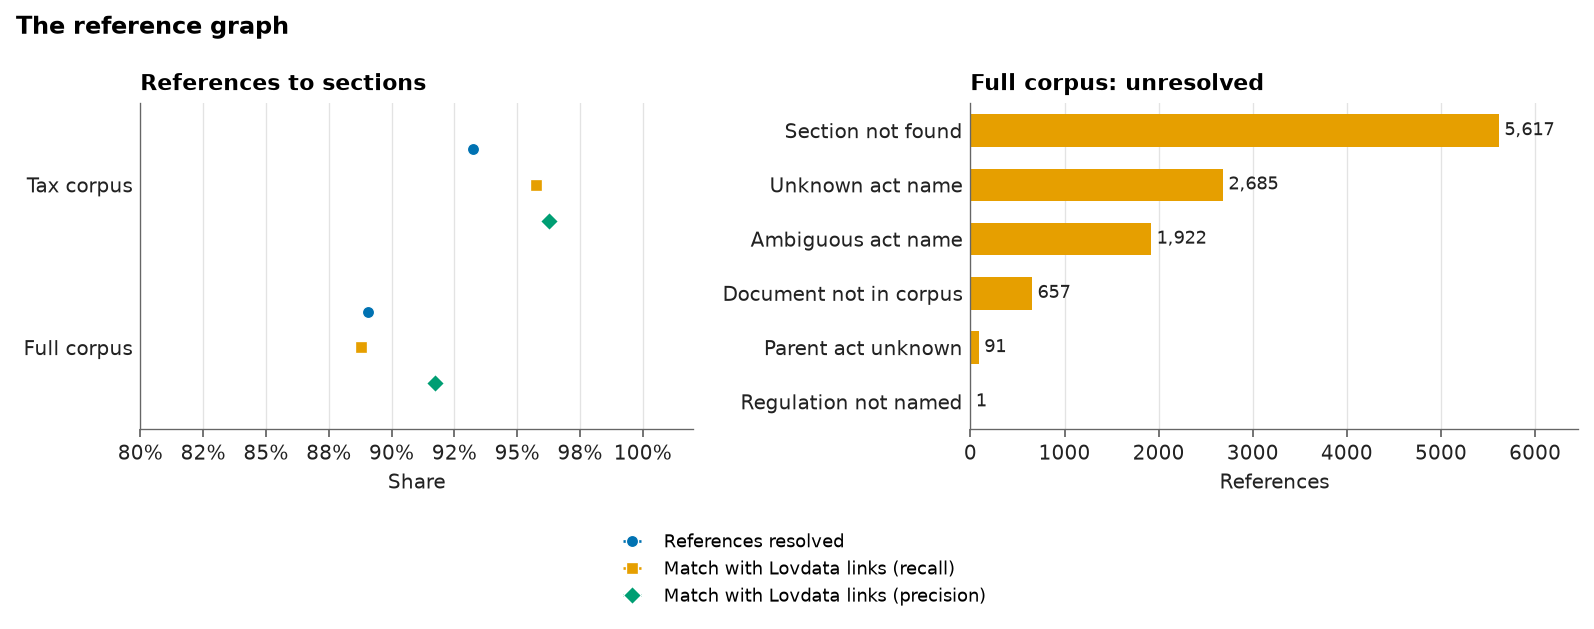 The reference graph
References to sections
Tax corpus
Full corpus
80% 82% 85% 88% 90% 92% 95% 98% 100%
Share
Full corpus: unresolved
Section not found 5,617
Unknown act name 2,685
Ambiguous act name 1,922
Document not in corpus 657
Parent act unknown 91
Regulation not named 1
0 1000 2000 3000 4000 5000 6000
References
References resolved
Match with Lovdata links (recall)
Match with Lovdata links (precision)